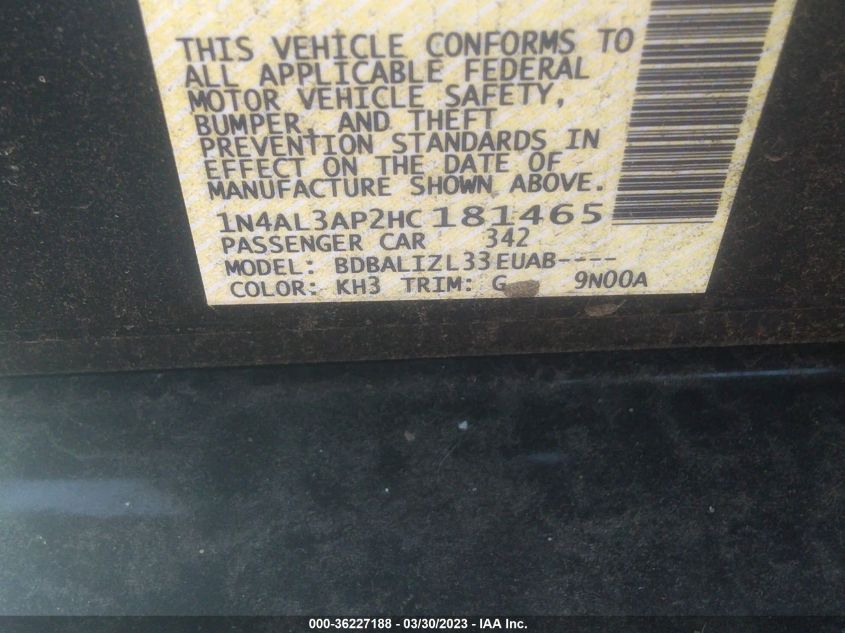 THIS VEHICLE CONFORMS TO
ALL APPLICABLE FEDERAL
MOTOR VEHICLE SAFETY,
BUMPER, AND THEFT
PREVENTION STANDARDS IN
EFFECT ON THE DATE OF
MANUFACTURE SHOWN ABOVE.
1N4AL3AP2HC181465
PASSENGER CAR 342
MODEL: BDBALIZL33EUAB----
COLOR: KH3 TRIM: G 9N00A
000-36227188 - 03/30/2023 - IAA Inc.